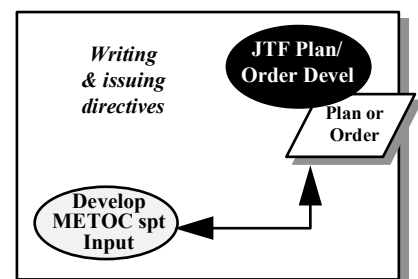 Writing
& issuing
directives
JTF Plan/
Order Devel
Plan or
Order
Develop
METOC spt
Input